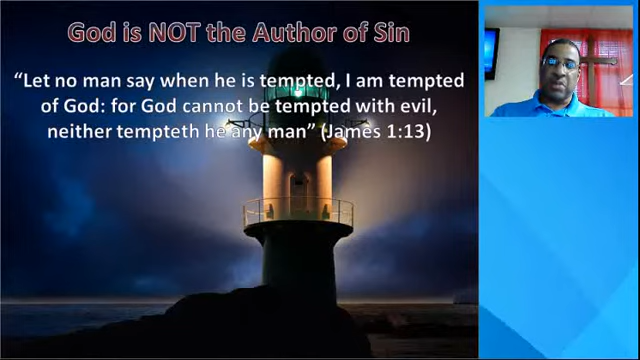 God is NOT the Author of Sin
“Let no man say when he is tempted, I am tempted
of God: for God cannot be tempted with evil,
neither tempteth he any man” (James 1:13)